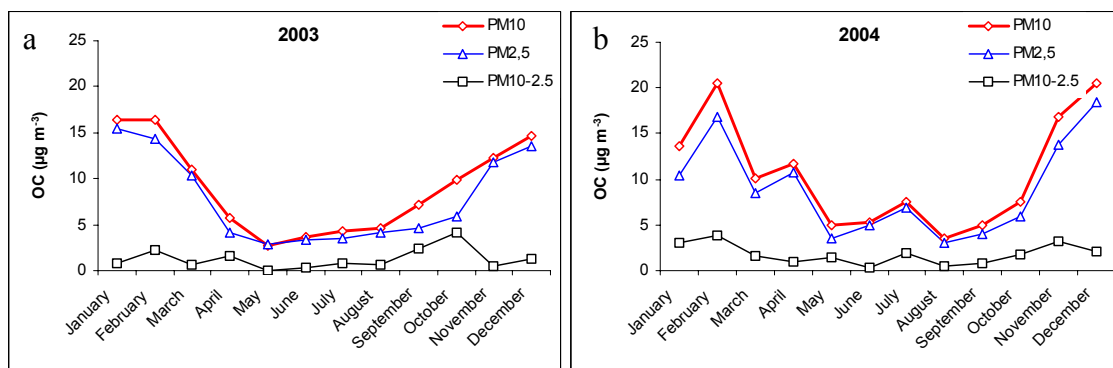 a
2003
PM10
PM2,5
PM10-2.5
OC (µg m⁻³)
25
20
15
10
5
0
January
February
March
April
May
June
July
August
September
October
November
December
b
2004
PM10
PM2,5
PM10-2.5
OC (µg m⁻³)
25
20
15
10
5
0
January
February
March
April
May
June
July
August
September
October
November
December